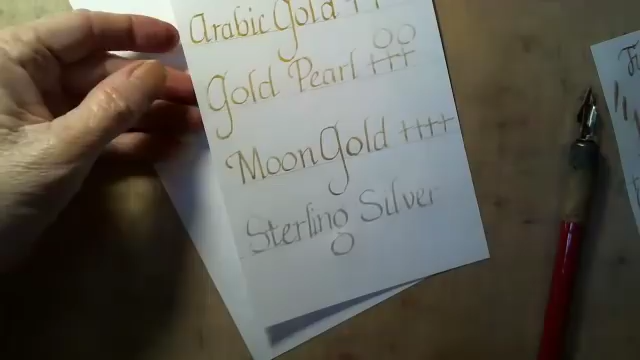 Arabic Gold ++
Gold Pearl +++
Moon Gold ++++
Sterling Silver